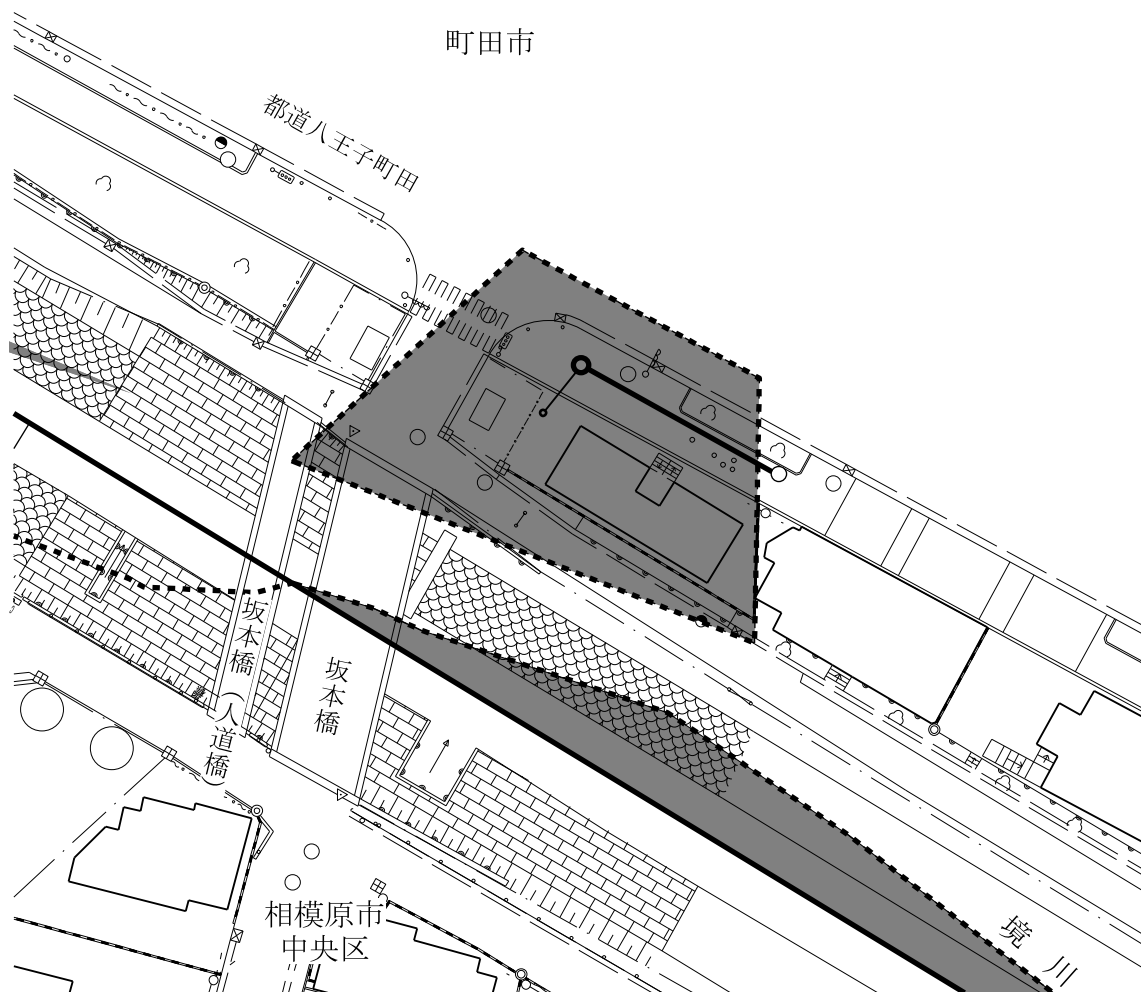 町田市
都道八王子町田
坂本橋（人道橋）
坂本橋
相模原市
中央区
境川